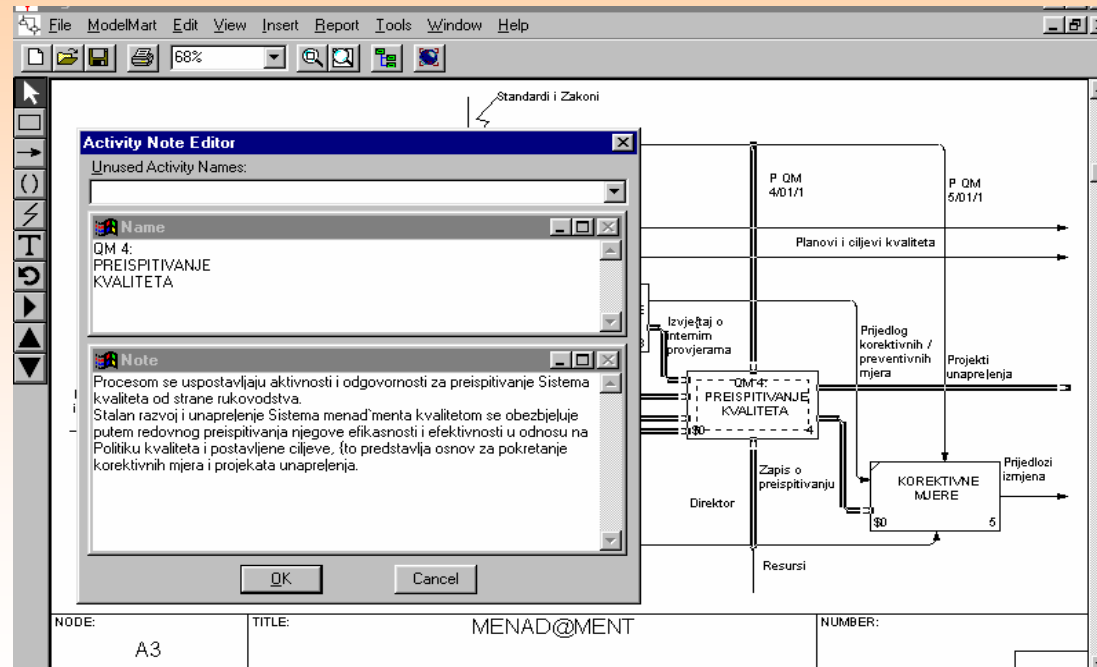 File ModelMart Edit View Insert Report Tools Window Help
68%
Standardi i Zakoni
Activity Note Editor
Unused Activity Names:
Name
QM 4:
PREISPITIVANJE
KVALITETA
Note
Procesom se uspostavljaju aktivnosti i odgovornosti za preispitivanje Sistema
kvaliteta od strane rukovodstva.
Stalan razvoj i unapre|enje Sistema menad`menta kvalitetom se obezbje|uje
putem redovnog preispitivanja njegove efikasnosti i efektivnosti u odnosu na
Politiku kvaliteta i postavljene ciljeve, {to predstavlja osnov za pokretanje
korektivnih mjera i projekata unapre|enja.
OK Cancel
P QM
4/01/1
P QM
5/01/1
Planovi i ciljevi kvaliteta
Izvje{taj o
internim
provjerama
Prijedlog
korektivnih /
preventivnih
mjera
Projekti
unapre|enja
QM 4:
PREISPITIVANJE
KVALITETA
$0 4
Zapis o
preispitivanju
Direktor
KOREKTIVNE
MJERE
$0 5
Prijedlozi
izmjena
Resursi
NODE: TITLE: NUMBER:
A3 MENAD@MENT